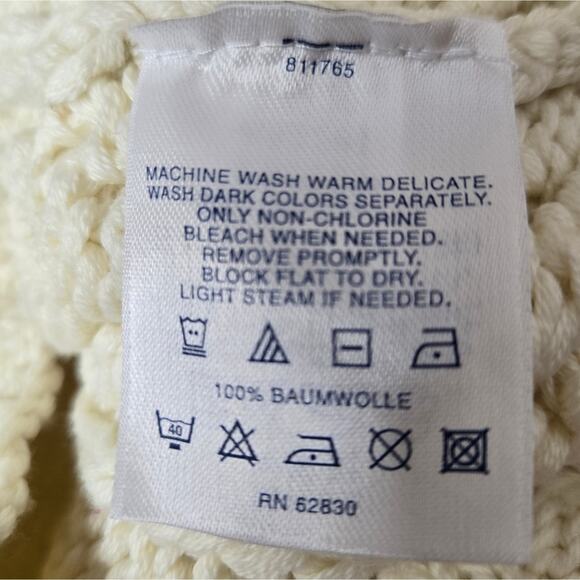 811765
MACHINE WASH WARM DELICATE.
WASH DARK COLORS SEPARATELY.
ONLY NON-CHLORINE
BLEACH WHEN NEEDED.
REMOVE PROMPTLY.
BLOCK FLAT TO DRY.
LIGHT STEAM IF NEEDED.
100% BAUMWOLLE
40
RN 62830